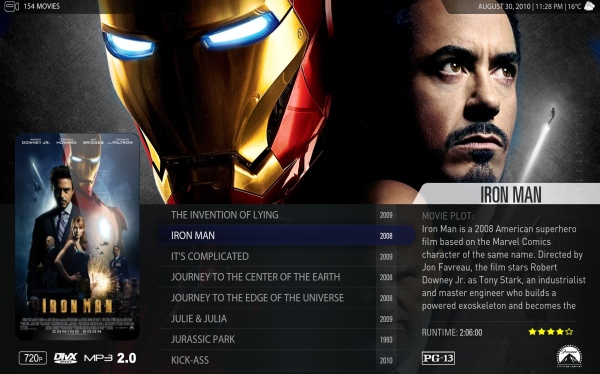 154 MOVIES
AUGUST 30, 2010 | 11:28 PM | 16°C
DOWNEY JR. HOWARD BRIDGES PALTROW
IRON MAN
COMING SOON
THE INVENTION OF LYING 2009
IRON MAN 2008
IT'S COMPLICATED 2009
JOURNEY TO THE CENTER OF THE EARTH 2008
JOURNEY TO THE EDGE OF THE UNIVERSE 2008
JULIE & JULIA 2009
JURASSIC PARK 1993
KICK-ASS 2010
IRON MAN
MOVIE PLOT:
Iron Man is a 2008 American superhero
film based on the Marvel Comics
character of the same name. Directed by
Jon Favreau, the film stars Robert
Downey Jr. as Tony Stark, an industrialist
and master engineer who builds a
powered exoskeleton and becomes the
RUNTIME: 2:06:00
720P DIVX MP3 2.0
PG-13